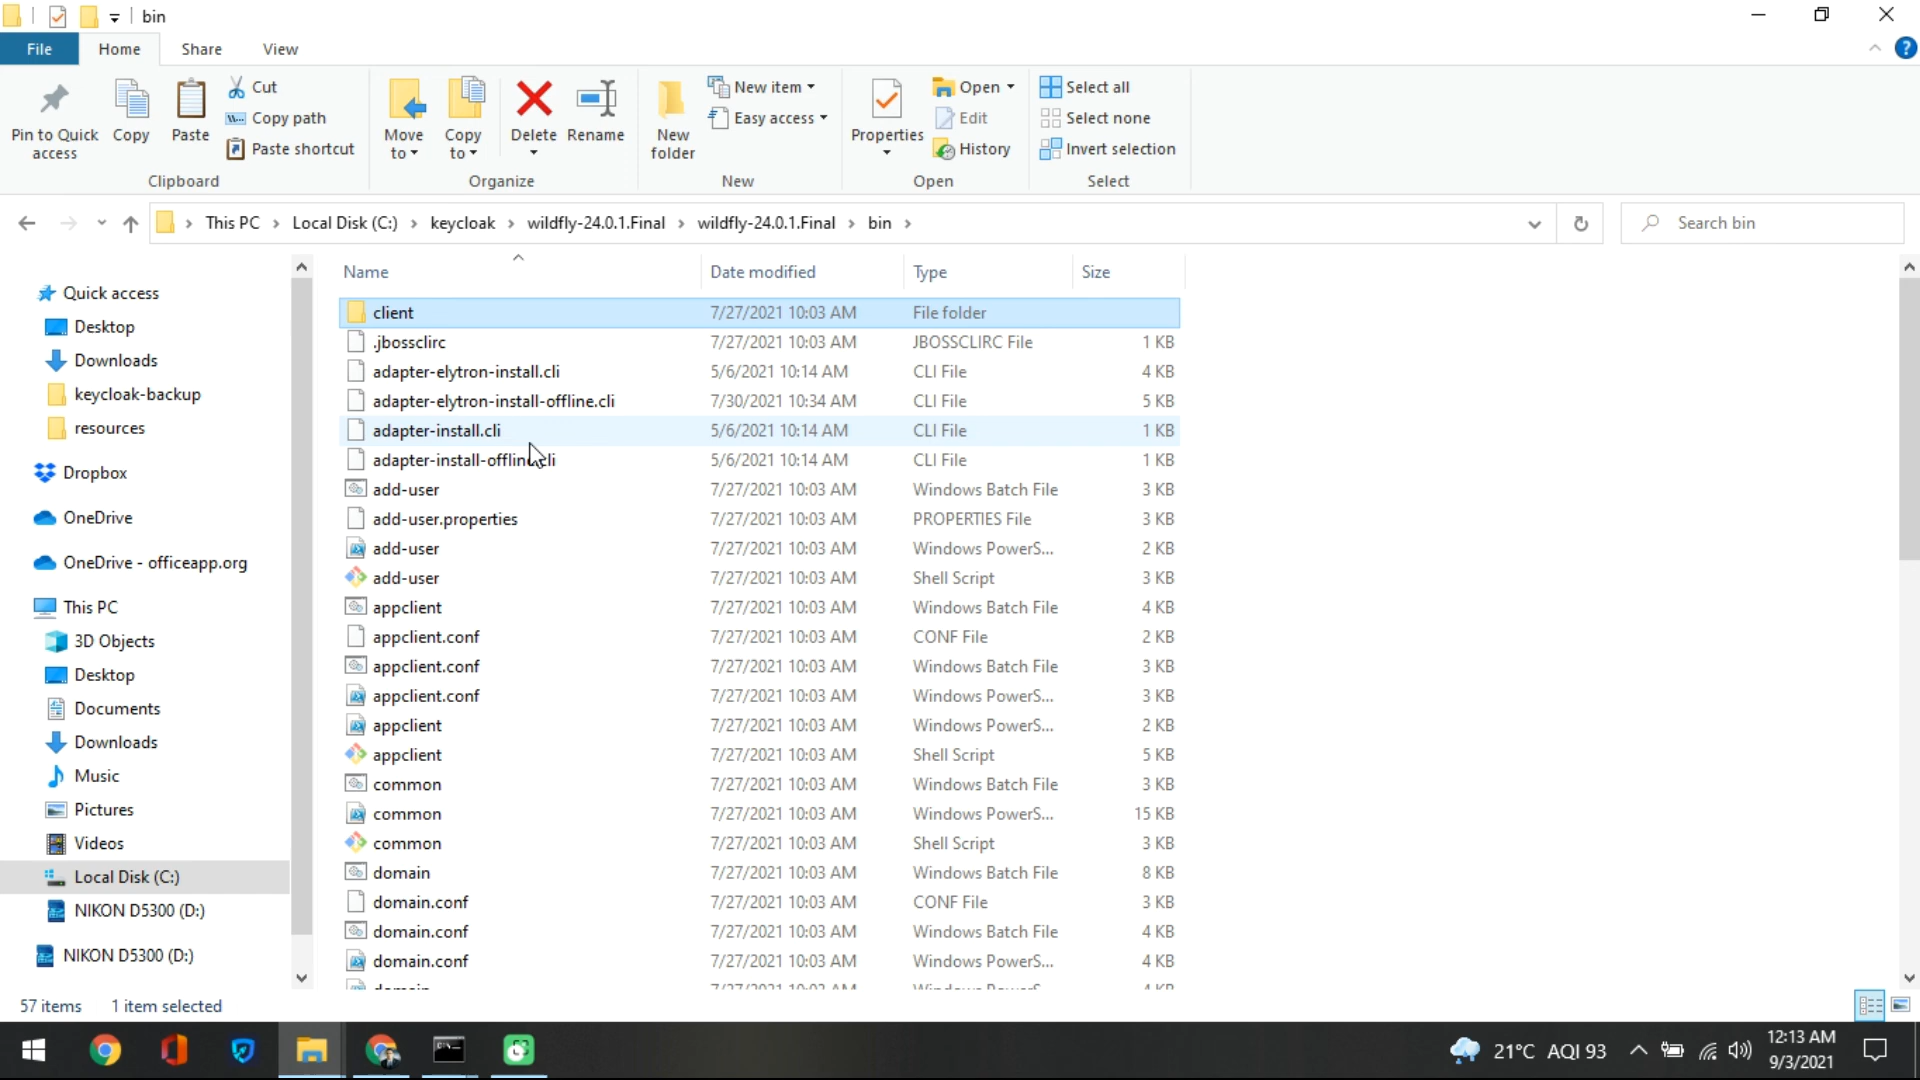 bin
File
Home
Share
View
Pin to Quick access
Copy
Paste
Cut
Copy path
Paste shortcut
Clipboard
Move to
Copy to
Delete
Rename
Organize
New folder
New item
Easy access
New
Properties
Open
Edit
History
Open
Select all
Select none
Invert selection
Select
This PC
Local Disk (C:)
keycloak
wildfly-24.0.1.Final
wildfly-24.0.1.Final
bin
Search bin
Quick access
Desktop
Downloads
keycloak-backup
resources
Dropbox
OneDrive
OneDrive - officeapp.org
This PC
3D Objects
Desktop
Documents
Downloads
Music
Pictures
Videos
Local Disk (C:)
NIKON D5300 (D:)
NIKON D5300 (D:)
Name Date modified Type Size
client 7/27/2021 10:03 AM File folder
.jbossclirc 7/27/2021 10:03 AM JBOSSCLIRC File 1 KB
adapter-elytron-install.cli 5/6/2021 10:14 AM CLI File 4 KB
adapter-elytron-install-offline.cli 7/30/2021 10:34 AM CLI File 5 KB
adapter-install.cli 5/6/2021 10:14 AM CLI File 1 KB
adapter-install-offline.cli 5/6/2021 10:14 AM CLI File 1 KB
add-user 7/27/2021 10:03 AM Windows Batch File 3 KB
add-user.properties 7/27/2021 10:03 AM PROPERTIES File 3 KB
add-user 7/27/2021 10:03 AM Windows PowerS... 2 KB
add-user 7/27/2021 10:03 AM Shell Script 3 KB
appclient 7/27/2021 10:03 AM Windows Batch File 4 KB
appclient.conf 7/27/2021 10:03 AM CONF File 2 KB
appclient.conf 7/27/2021 10:03 AM Windows Batch File 3 KB
appclient.conf 7/27/2021 10:03 AM Windows PowerS... 3 KB
appclient 7/27/2021 10:03 AM Windows PowerS... 2 KB
appclient 7/27/2021 10:03 AM Shell Script 5 KB
common 7/27/2021 10:03 AM Windows Batch File 3 KB
common 7/27/2021 10:03 AM Windows PowerS... 15 KB
common 7/27/2021 10:03 AM Shell Script 3 KB
domain 7/27/2021 10:03 AM Windows Batch File 8 KB
domain.conf 7/27/2021 10:03 AM CONF File 3 KB
domain.conf 7/27/2021 10:03 AM Windows Batch File 4 KB
domain.conf 7/27/2021 10:03 AM Windows PowerS... 4 KB
57 items 1 item selected
21°C AQI 93
12:13 AM
9/3/2021